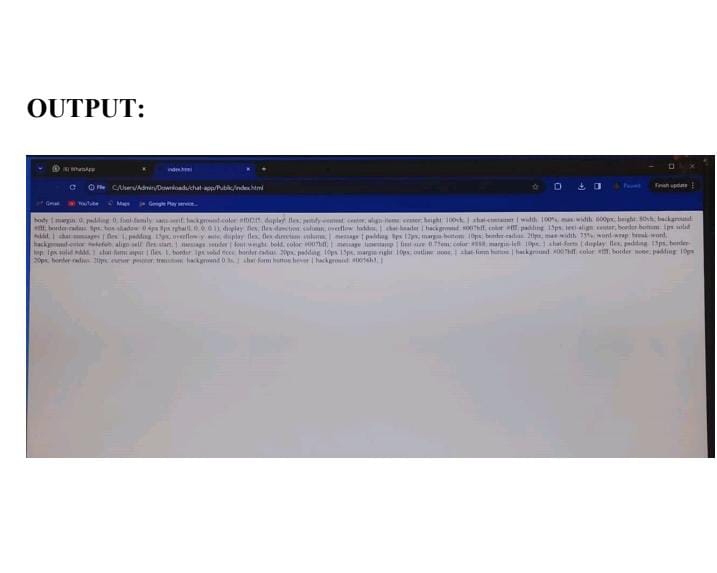 OUTPUT:
(6) WhatsApp
index.html
File C:/Users/Admin/Downloads/chat-app/Public/index.html
Paused
Finish update
Gmail YouTube Maps Google Play service...
body { margin: 0; padding: 0; font-family: sans-serif; background-color: #f0f2f5; display: flex; justify-content: center; align-items: center; height: 100vh; } .chat-container { width: 100%; max-width: 600px; height: 80vh; background:
#fff; border-radius: 8px; box-shadow: 0 4px 8px rgba(0, 0, 0, 0.1); display: flex; flex-direction: column; overflow: hidden; } .chat-header { background: #007bff; color: #fff; padding: 15px; text-align: center; border-bottom: 1px solid
#ddd; } .chat-messages { flex: 1; padding: 15px; overflow-y: auto; display: flex; flex-direction: column; } .message { padding: 8px 12px; margin-bottom: 10px; border-radius: 20px; max-width: 75%; word-wrap: break-word;
background-color: #e6e6eb; align-self: flex-start; } .message .sender { font-weight: bold; color: #007bff; } .message .timestamp { font-size: 0.75em; color: #888; margin-left: 10px; } .chat-form { display: flex; padding: 15px; border-
top: 1px solid #ddd; } .chat-form input { flex: 1; border: 1px solid #ccc; border-radius: 20px; padding: 10px 15px; margin-right: 10px; outline: none; } .chat-form button { background: #007bff; color: #fff; border: none; padding: 10px
20px; border-radius: 20px; cursor: pointer; transition: background 0.3s; } .chat-form button:hover { background: #0056b3; }